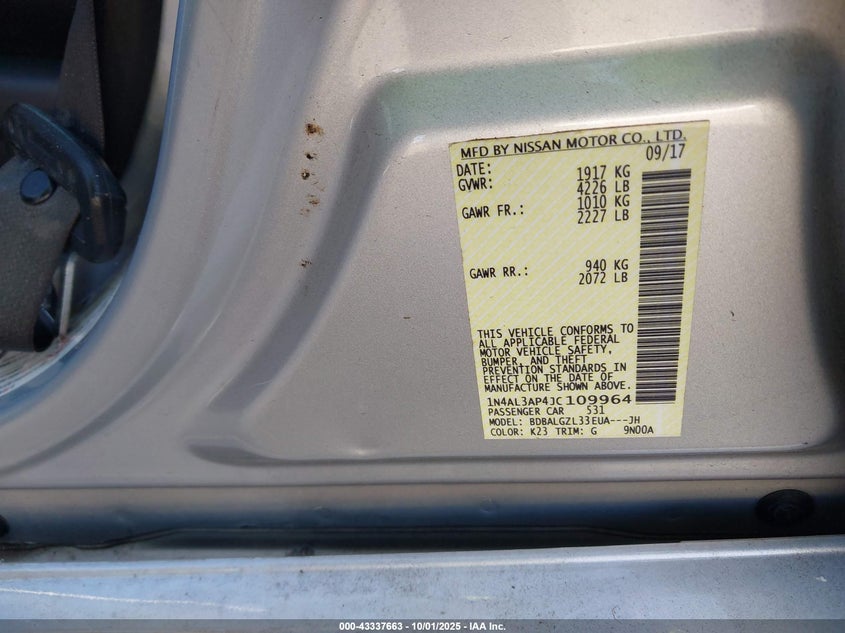 MFD BY NISSAN MOTOR CO., LTD.
DATE: 09/17
GVWR: 1917 KG
4226 LB
GAWR FR.: 1010 KG
2227 LB
GAWR RR.: 940 KG
2072 LB
THIS VEHICLE CONFORMS TO
ALL APPLICABLE FEDERAL
MOTOR VEHICLE SAFETY,
BUMPER, AND THEFT
PREVENTION STANDARDS IN
EFFECT ON THE DATE OF
MANUFACTURE SHOWN ABOVE.
1N4AL3AP4JC109964
PASSENGER CAR 531
MODEL: BDBALGZL33EUA---JH
COLOR: K23 TRIM: G 9N00A
000-43337663 - 10/01/2025 - IAA Inc.